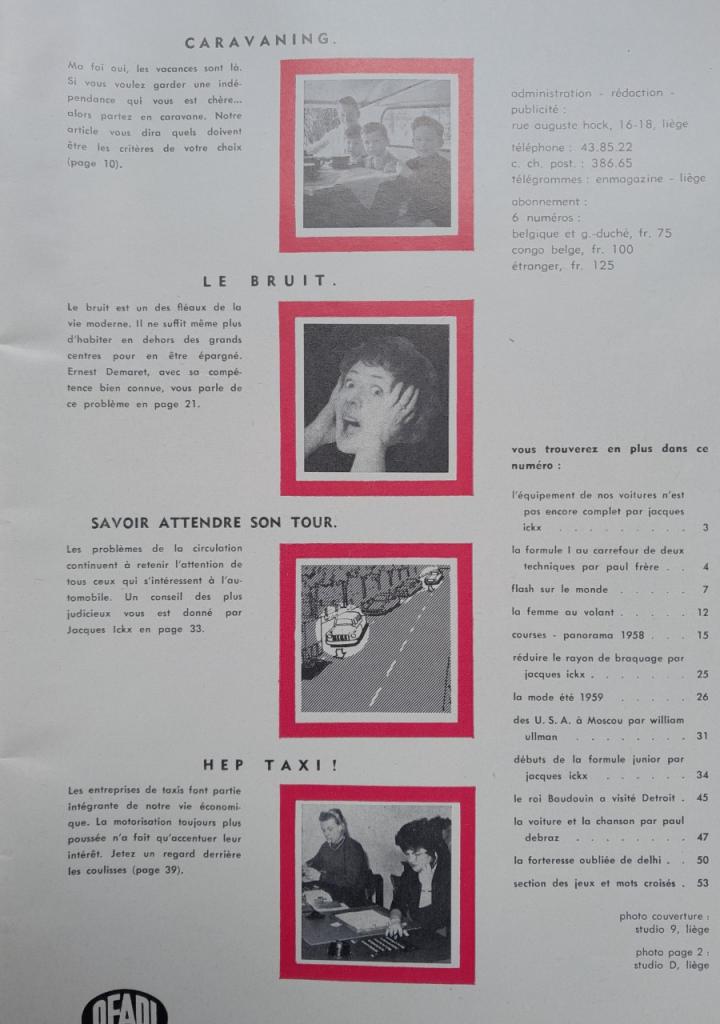 CARAVANING.
Ma foi oui, les vacances sont là.
Si vous voulez garder une indé-
pendance qui vous est chère...
alors partez en caravane. Notre
article vous dira quels doivent
être les critères de votre choix
(page 10).
LE BRUIT.
Le bruit est un des fléaux de la
vie moderne. Il ne suffit même plus
d'habiter en dehors des grands
centres pour en être épargné.
Ernest Demaret, avec sa compé-
tence bien connue, vous parle de
ce problème en page 21.
SAVOIR ATTENDRE SON TOUR.
Les problèmes de la circulation
continuent à retenir l'attention de
tous ceux qui s'intéressent à l'au-
tomobile. Un conseil des plus
judicieux vous est donné par
Jacques Ickx en page 33.
HEP TAXI!
Les entreprises de taxis font partie
intégrante de notre vie économi-
que. La motorisation toujours plus
poussée n'a fait qu'accentuer leur
intérêt. Jetez un regard derrière
les coulisses (page 39).
administration - rédaction -
publicité :
rue auguste hock, 16-18, liège
téléphone : 43.85.22
c. ch. post. : 386.65
télégrammes : enmagazine - liège
abonnement :
6 numéros :
belgique et g.-duché, fr. 75
congo belge, fr. 100
étranger, fr. 125
vous trouverez en plus dans ce
numéro :
l'équipement de nos voitures n'est
pas encore complet par jacques
ickx . . . . . . . . . 3
la formule I au carrefour de deux
techniques par paul frère . . 4
flash sur le monde . . . . . . 7
la femme au volant . . . . . 12
courses - panorama 1958 . . . 15
réduire le rayon de braquage par
jacques ickx . . . . . . . 25
la mode été 1959 . . . . . . 26
des U. S. A. à Moscou par william
ullman . . . . . . . . 31
débuts de la formule junior par
jacques ickx . . . . . . 34
le roi Baudouin a visité Detroit . 45
la voiture et la chanson par paul
debraz . . . . . . . . 47
la forteresse oubliée de delhi . . 50
section des jeux et mots croisés . 53
photo couverture :
studio 9, liège
photo page 2 :
studio D, liège